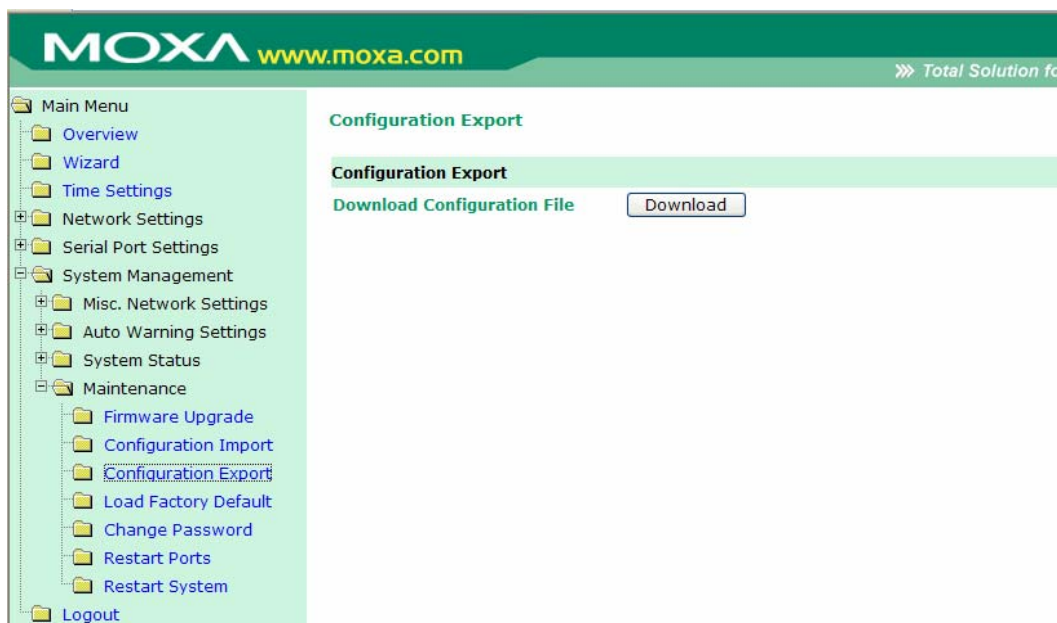 MOXA www.moxa.com
Total Solution fo
Main Menu
Overview
Wizard
Time Settings
Network Settings
Serial Port Settings
System Management
Misc. Network Settings
Auto Warning Settings
System Status
Maintenance
Firmware Upgrade
Configuration Import
Configuration Export
Load Factory Default
Change Password
Restart Ports
Restart System
Logout
Configuration Export
Configuration Export
Download Configuration File Download